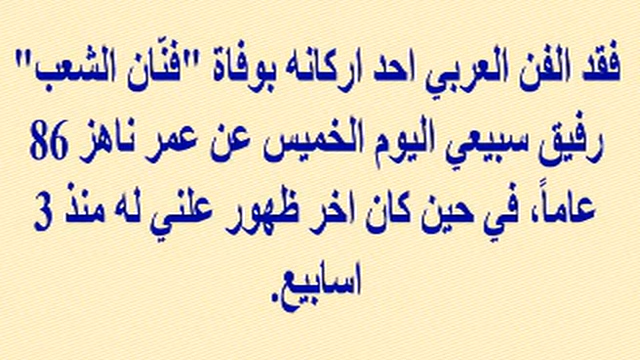 فقد الفن العربي احد اركانه بوفاة "فنّان الشعب"
رفيق سبيعي اليوم الخميس عن عمر ناهز 86
عاماً، في حين كان اخر ظهور علني له منذ 3
اسابيع.